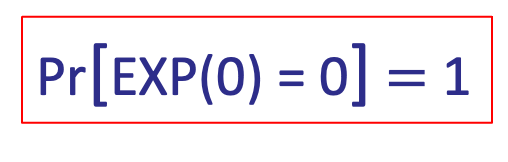 Pr[EXP(0) = 0] = 1